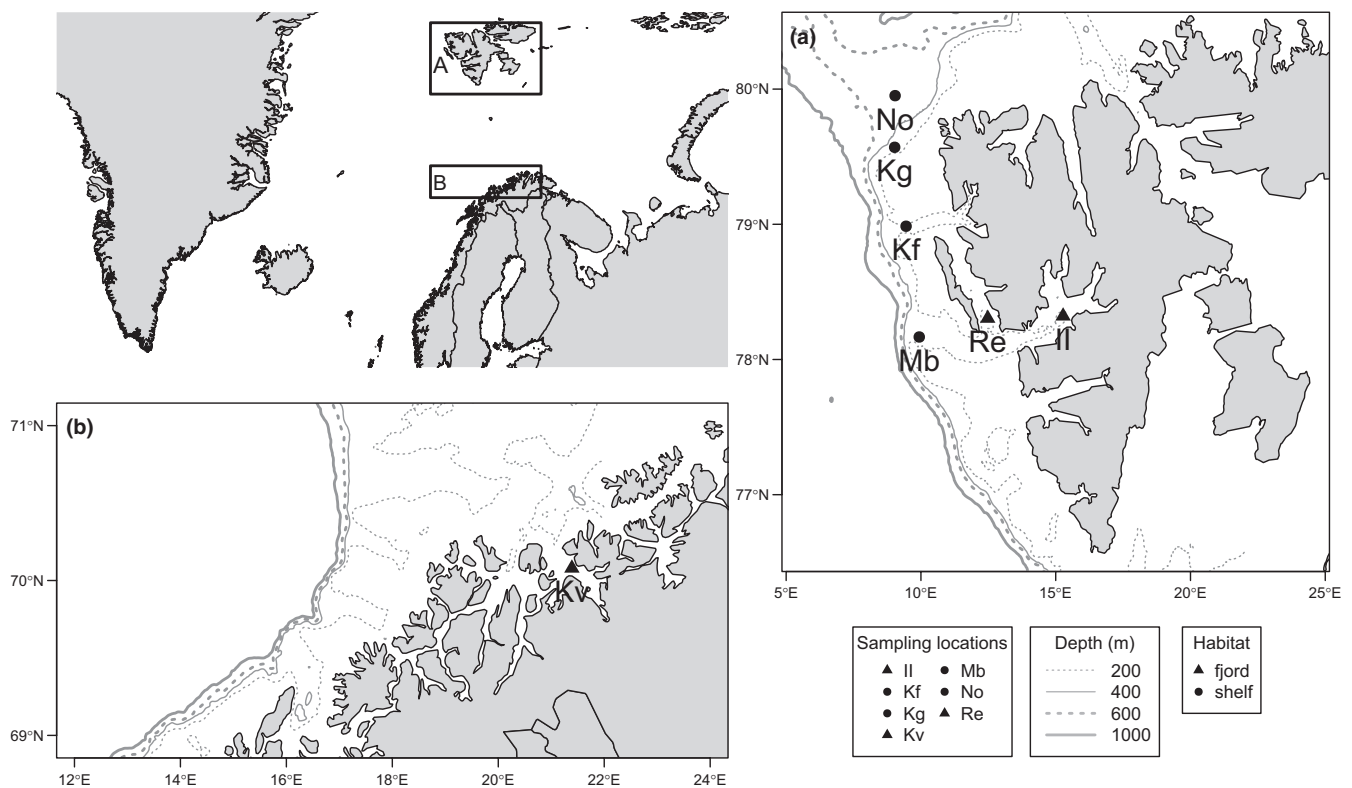 A
B
(a)
80°N
79°N
78°N
77°N
No
Kg
Kf
Mb
Re
Il
5°E 10°E 15°E 20°E 25°E
(b)
71°N
70°N
69°N
Kv
12°E 14°E 16°E 18°E 20°E 22°E 24°E
Sampling locations
Il Mb
Kf No
Kg Re
Kv
Depth (m)
200
400
600
1000
Habitat
fjord
shelf